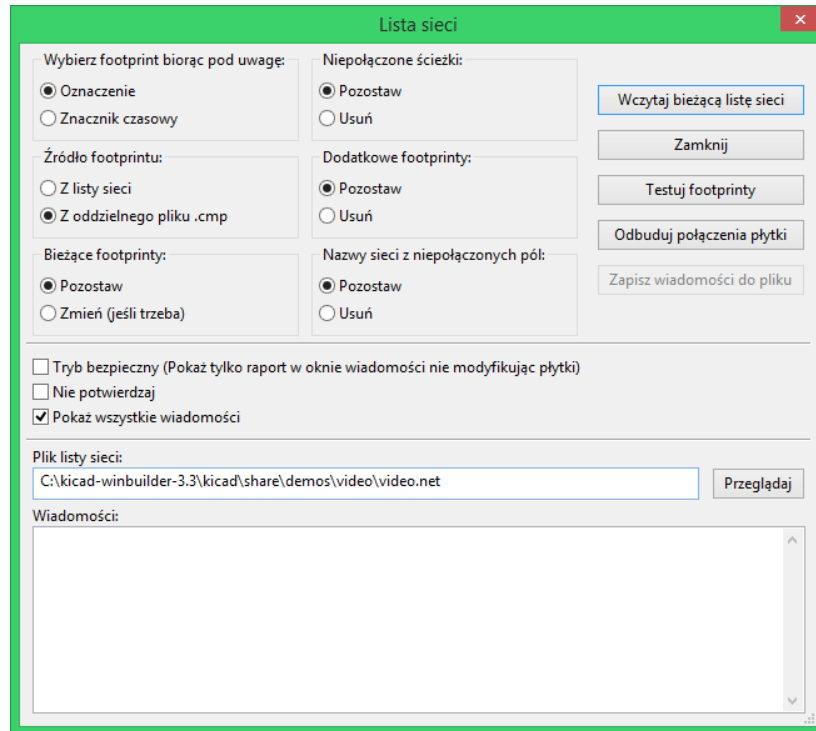 Lista sieci
Wybierz footprint biorąc pod uwagę:
Oznaczenie
Znacznik czasowy
Niepołączone ścieżki:
Pozostaw
Usuń
Wczytaj bieżącą listę sieci
Zamknij
Źródło footprintu:
Z listy sieci
Z oddzielnego pliku .cmp
Dodatkowe footprinty:
Pozostaw
Usuń
Testuj footprinty
Odbuduj połączenia płytki
Bieżące footprinty:
Pozostaw
Zmień (jeśli trzeba)
Nazwy sieci z niepołączonych pól:
Pozostaw
Usuń
Zapisz wiadomości do pliku
Tryb bezpieczny (Pokaż tylko raport w oknie wiadomości nie modyfikując płytki)
Nie potwierdzaj
Pokaż wszystkie wiadomości
Plik listy sieci:
C:\kicad-winbuilder-3.3\kicad\share\demos\video\video.net
Przeglądaj
Wiadomości: